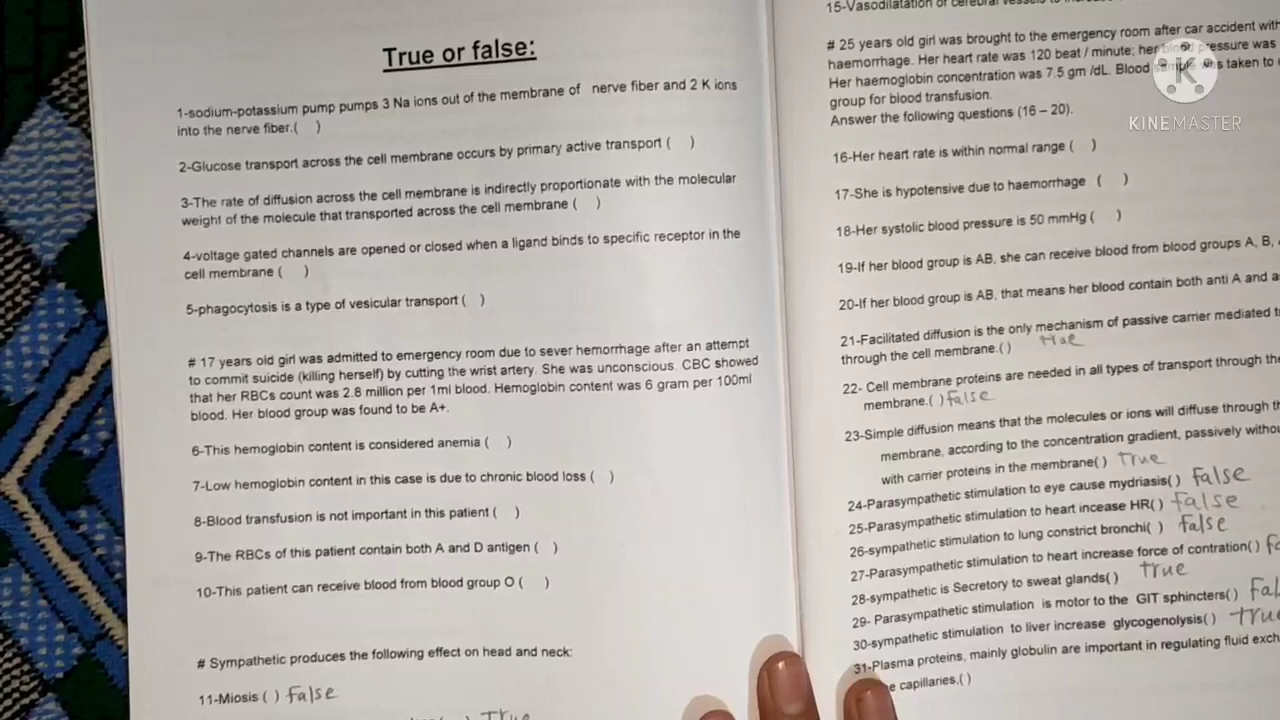 True or false:
1-sodium-potassium pump pumps 3 Na ions out of the membrane of nerve fiber and 2 K ions
into the nerve fiber.( )
2-Glucose transport across the cell membrane occurs by primary active transport ( )
3-The rate of diffusion across the cell membrane is indirectly proportionate with the molecular
weight of the molecule that transported across the cell membrane ( )
4-voltage gated channels are opened or closed when a ligand binds to specific receptor in the
cell membrane ( )
5-phagocytosis is a type of vesicular transport ( )
# 17 years old girl was admitted to emergency room due to sever hemorrhage after an attempt
to commit suicide (killing herself) by cutting the wrist artery. She was unconscious. CBC showed
that her RBCs count was 2.8 million per 1ml blood. Hemoglobin content was 6 gram per 100ml
blood. Her blood group was found to be A+.
6-This hemoglobin content is considered anemia ( )
7-Low hemoglobin content in this case is due to chronic blood loss ( )
8-Blood transfusion is not important in this patient ( )
9-The RBCs of this patient contain both A and D antigen ( )
10-This patient can receive blood from blood group O ( )
# Sympathetic produces the following effect on head and neck:
11-Miosis ( ) False
True
15-Vasodilatation of cerebral vessels to
# 25 years old girl was brought to the emergency room after car accident with
haemorrhage. Her heart rate was 120 beat / minute; her blood pressure was
Her haemoglobin concentration was 7.5 gm /dL. Blood sample was taken to
group for blood transfusion.
Answer the following questions (16 – 20).
16-Her heart rate is within normal range ( )
17-She is hypotensive due to haemorrhage ( )
18-Her systolic blood pressure is 50 mmHg ( )
19-If her blood group is AB, she can receive blood from blood groups A, B,
20-If her blood group is AB, that means her blood contain both anti A and
21-Facilitated diffusion is the only mechanism of passive carrier mediated
through the cell membrane.( ) true
22- Cell membrane proteins are needed in all types of transport through the
membrane.( ) false
23-Simple diffusion means that the molecules or ions will diffuse through
membrane, according to the concentration gradient, passively
with carrier proteins in the membrane( ) True
24-Parasympathetic stimulation to eye cause mydriasis( ) False
25-Parasympathetic stimulation to heart incease HR( ) false
26-sympathetic stimulation to lung constrict bronchi( ) false
27-Parasympathetic stimulation to heart increase force of contration( )
28-sympathetic is Secretory to sweat glands( ) true
29- Parasympathetic stimulation is motor to the GIT sphincters( )
30-sympathetic stimulation to liver increase glycogenolysis( ) true
31-Plasma proteins, mainly globulin are important in regulating fluid
capillaries.( )
KINEMASTER